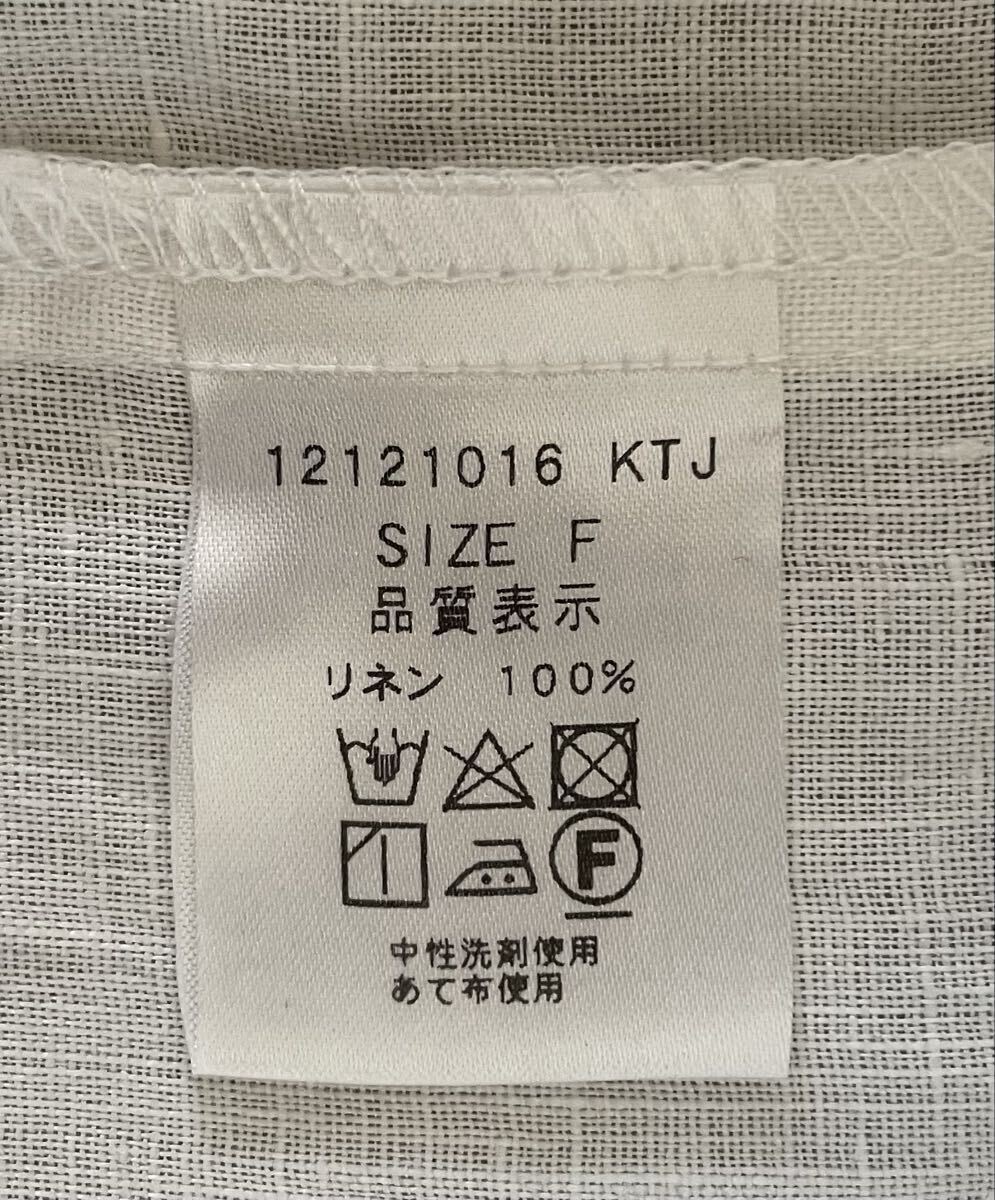 12121016 KTJ
SIZE F
品質表示
リネン 100%
F
中性洗剤使用
あて布使用